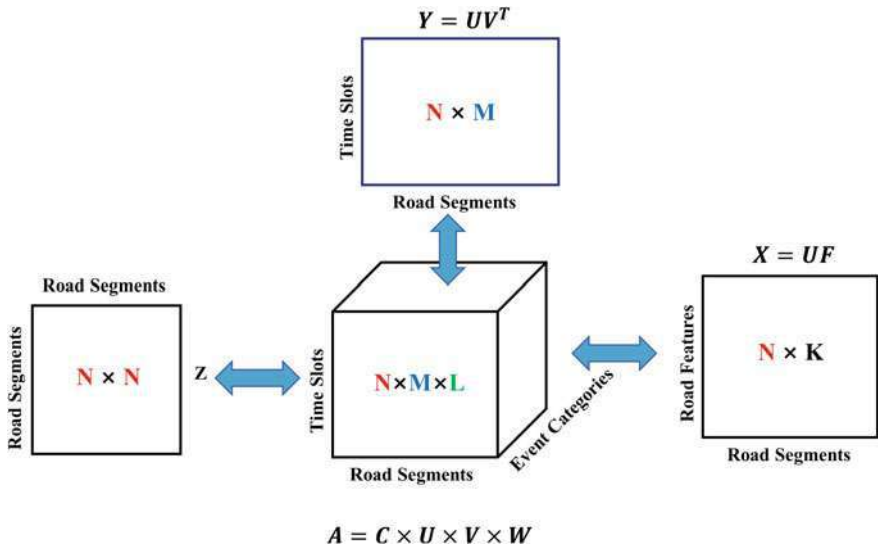 Y = UVᵀ
Time Slots
N × M
Road Segments
X = UF
Road Segments
Road Segments
N × N
Z
Time Slots
N×M×L
Road Segments
Event Categories
Road Features
N × K
Road Segments
A = C × U × V × W